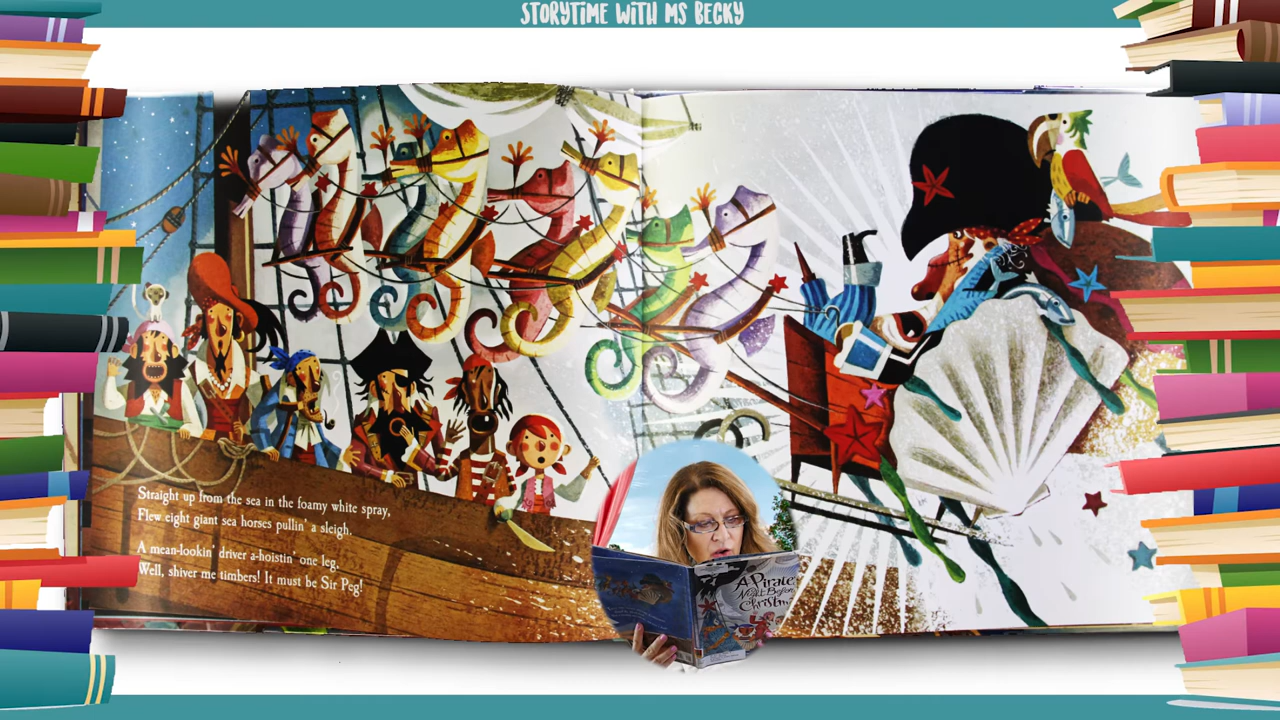 STORYTIME WITH MS BECKY
Straight up from the sea in the foamy white spray,
Flew eight giant sea horses pullin' a sleigh.
A mean-lookin' driver a-hoistin' one leg.
Well, shiver me timbers! It must be Sir Peg!
A Pirate's
Night Before
Christmas